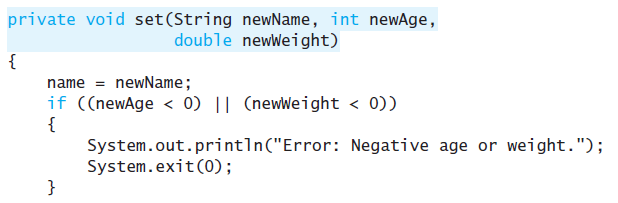 private void set(String newName, int newAge,
                 double newWeight)
{
    name = newName;
    if ((newAge < 0) || (newWeight < 0))
    {
        System.out.println("Error: Negative age or weight.");
        System.exit(0);
    }